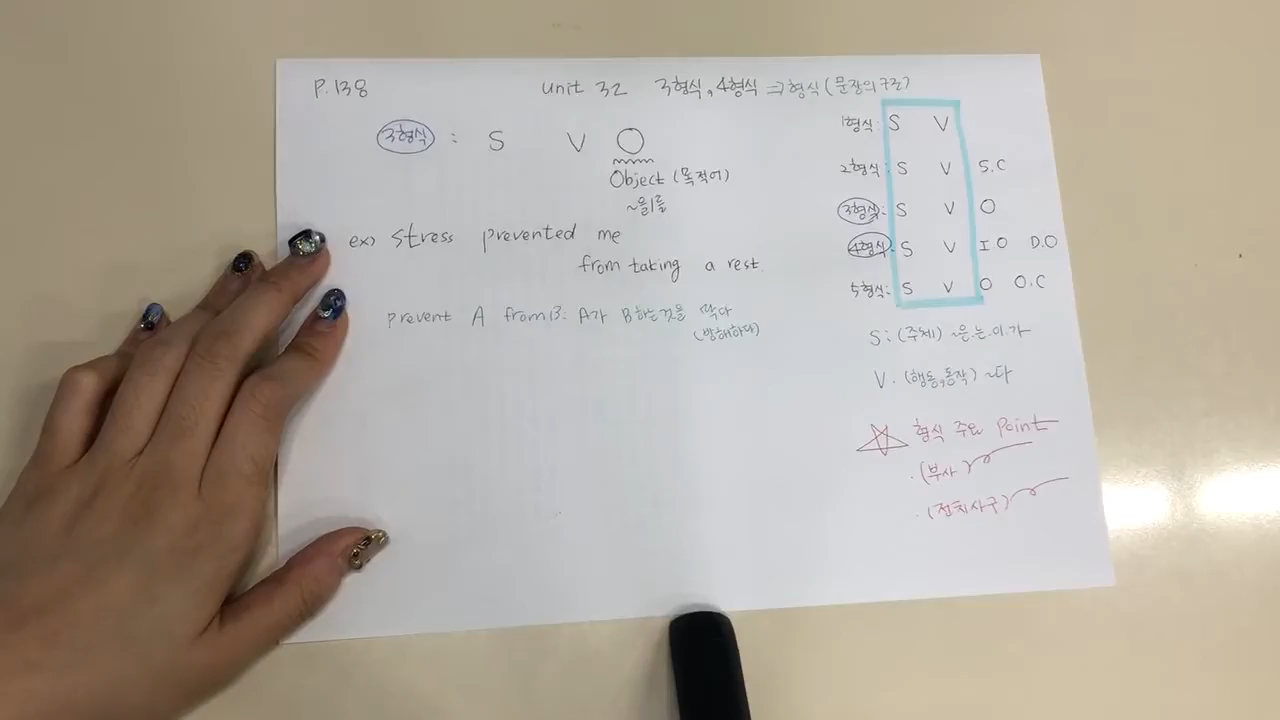 P.138
unit 32 3형식, 4형식 => 형식 (문장의 구조)
3형식 : S V O
Object (목적어)
~을/를
ex) stress prevented me
from taking a rest.
prevent A from B: A가 B하는것을 막다
(방해하다)
1형식: S V
2형식: S V S.C
3형식: S V O
4형식: S V I.O D.O
5형식: S V O O.C
S: (주체) ~은.는.이.가
V. (행동,동작) ~다
☆ 형식 주요 Point
.(부사)
.(전치사구)